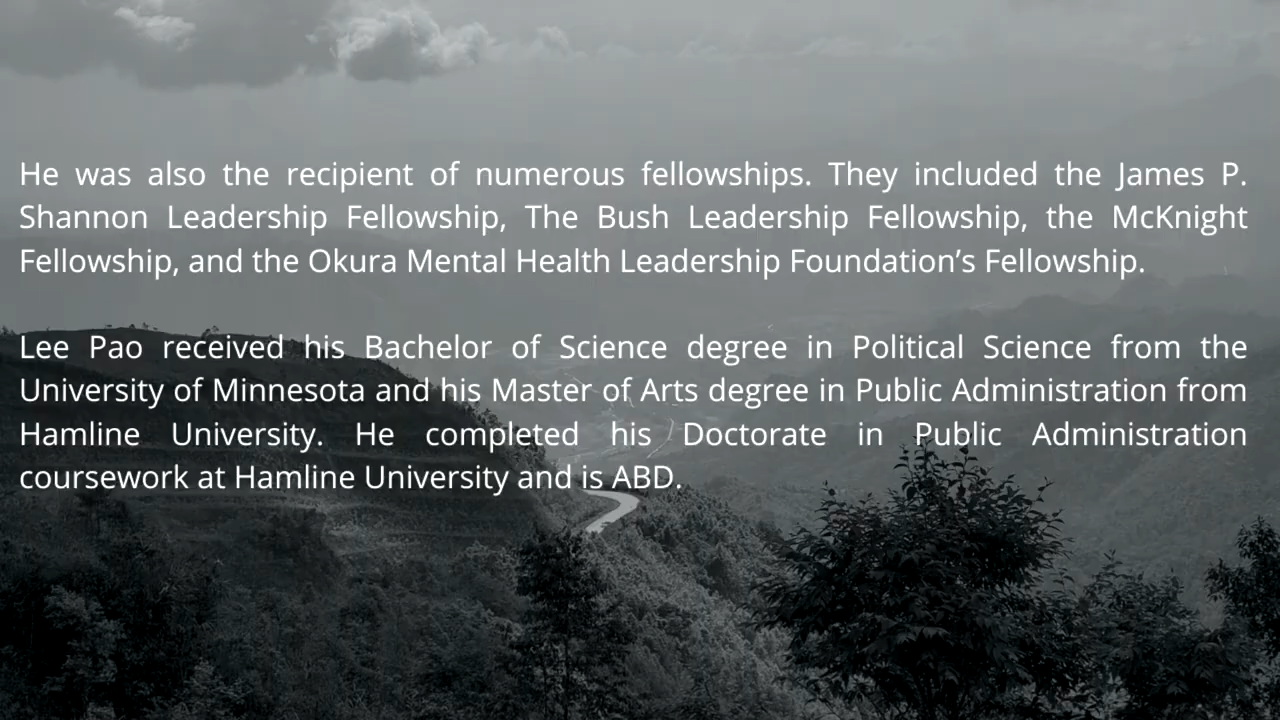 He was also the recipient of numerous fellowships. They included the James P.
Shannon Leadership Fellowship, The Bush Leadership Fellowship, the McKnight
Fellowship, and the Okura Mental Health Leadership Foundation’s Fellowship.
Lee Pao received his Bachelor of Science degree in Political Science from the
University of Minnesota and his Master of Arts degree in Public Administration from
Hamline University. He completed his Doctorate in Public Administration
coursework at Hamline University and is ABD.